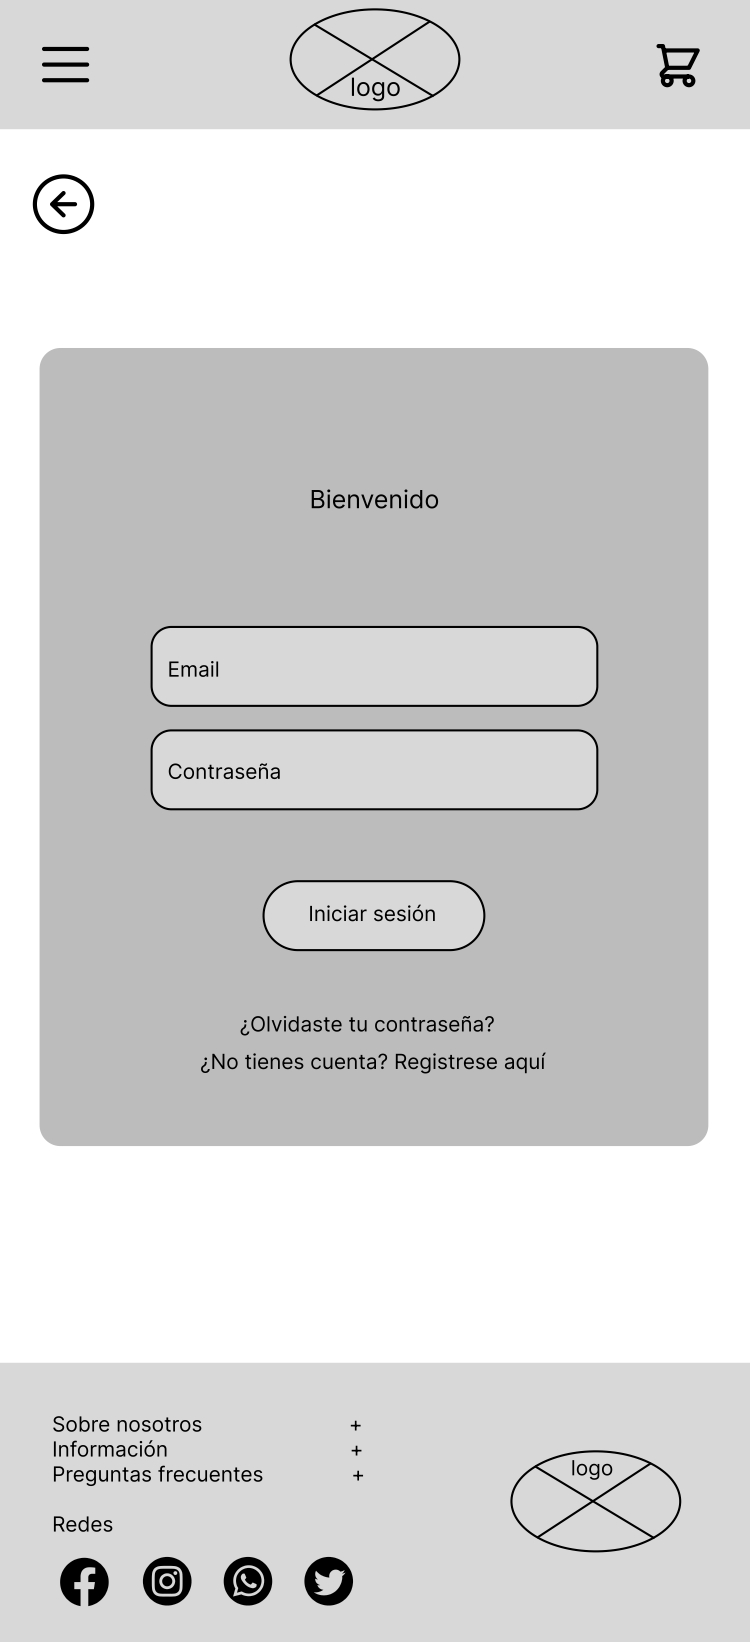 logo
Bienvenido
Email
Contraseña
Iniciar sesión
¿Olvidaste tu contraseña?
¿No tienes cuenta? Registrese aquí
Sobre nosotros +
Información +
Preguntas frecuentes +
logo
Redes